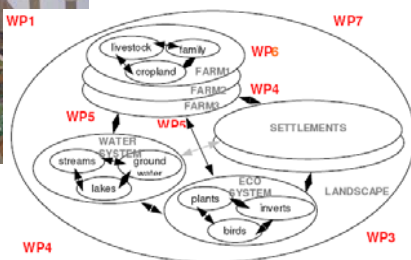 WP1
WP7
livestock
family
cropland
WP6
FARM1
FARM2
WP4
FARM3
WP5
WP5
SETTLEMENTS
WATER
SYSTEM
streams
ground
water
lakes
ECO
SYSTEM
plants
inverts
birds
LANDSCAPE
WP4
WP3